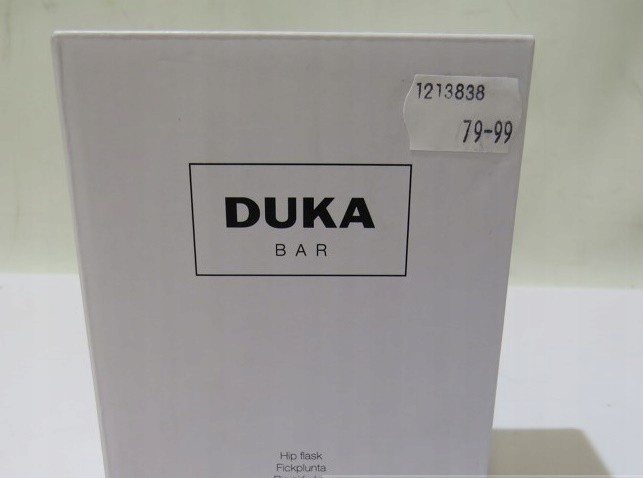 1213838
79-99
DUKA
BAR
Hip flask
Fickplunta